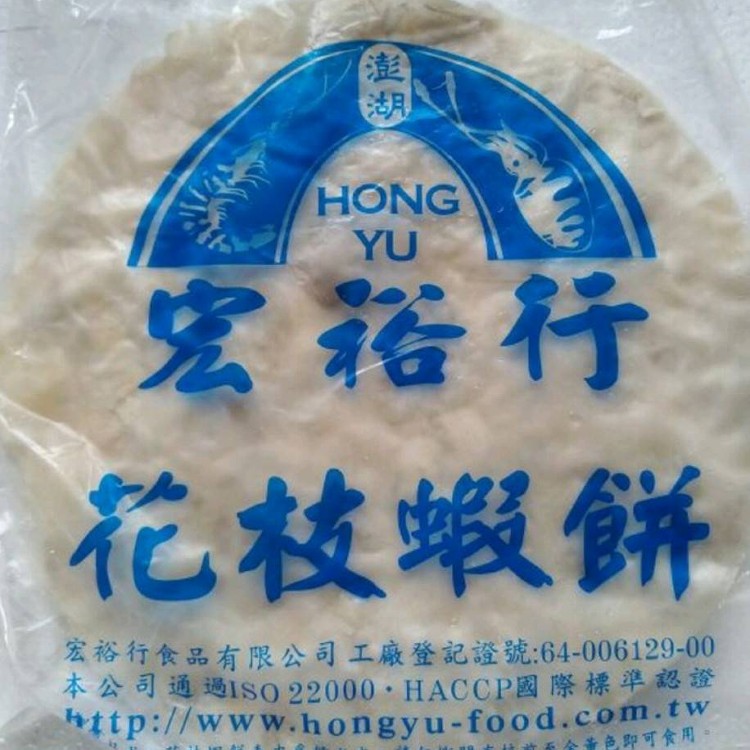 澎湖
HONG
YU
宏裕行
花枝蝦餅
宏裕行食品有限公司 工廠登記證號:64-006129-00
本公司通過ISO 22000·HACCP國際標準認證
http://www.hongyu-food.com.tw